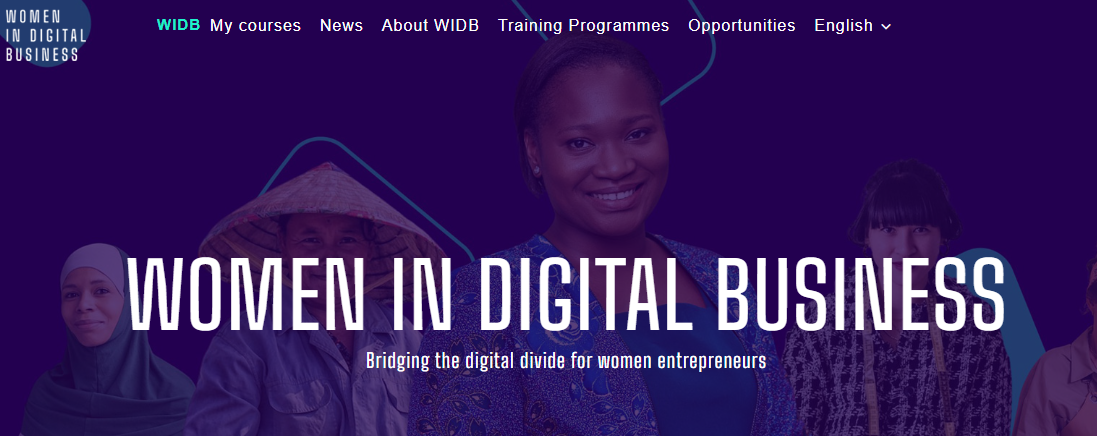 WOMEN
IN DIGITAL
BUSINESS
WIDB My courses News About WIDB Training Programmes Opportunities English
WOMEN IN DIGITAL BUSINESS
Bridging the digital divide for women entrepreneurs